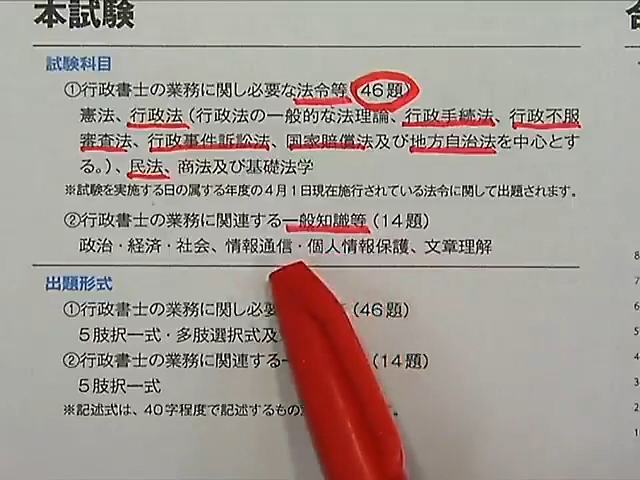 本試験
試験科目
①行政書士の業務に関し必要な法令等(46題)
憲法、行政法(行政法の一般的な法理論、行政手続法、行政不服
審査法、行政事件訴訟法、国家賠償法及び地方自治法を中心とす
る。)、民法、商法及び基礎法学
※試験を実施する日の属する年度の4月1日現在施行されている法令に関して出題されます。
②行政書士の業務に関連する一般知識等(14題)
政治・経済・社会、情報通信・個人情報保護、文章理解
出題形式
①行政書士の業務に関し必要 等(46題)
5肢択一式・多肢選択式及
②行政書士の業務に関連する一 (14題)
5肢択一式
※記述式は、40字程度で記述するもの 。